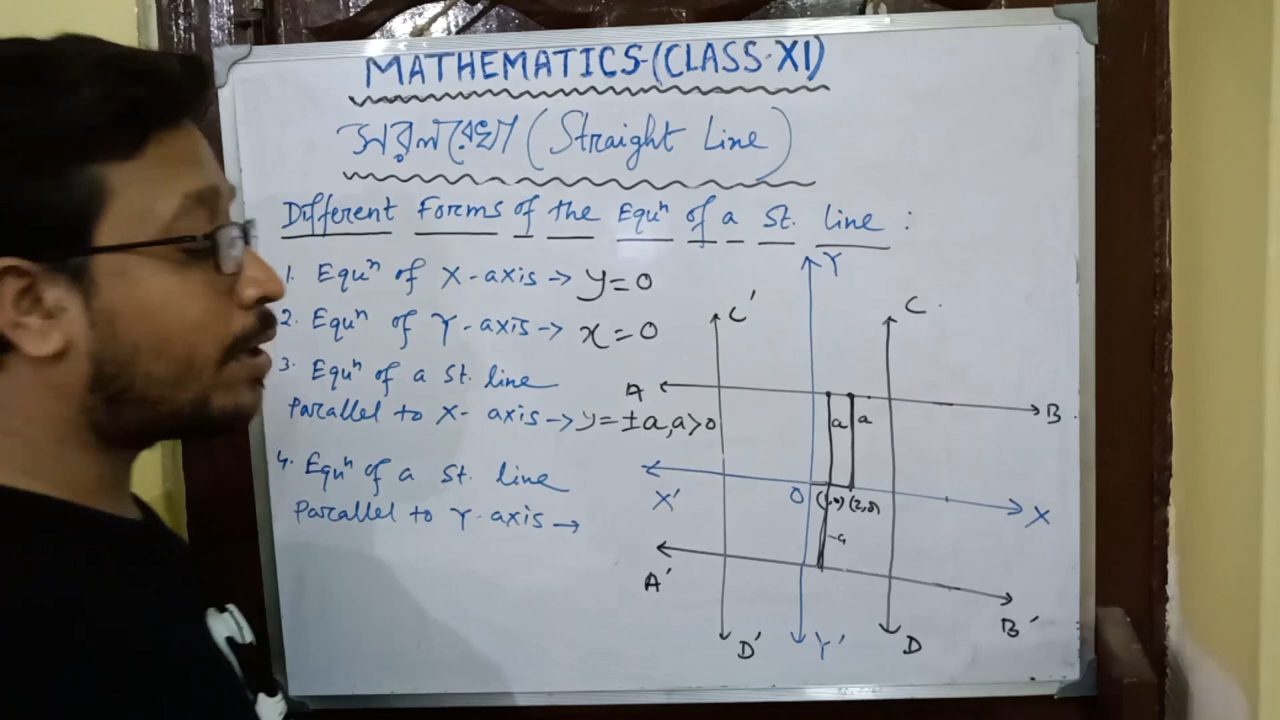 MATHEMATICS-(CLASS-XI)
সরলরেখা (Straight Line)
Different Forms of the Equⁿ of a St. line :
1. Equⁿ of X-axis → y=0
2. Equⁿ of Y-axis → x=0
3. Equⁿ of a St. line
Parallel to X-axis → y=±a, a>0
4. Equⁿ of a St. line
Parallel to Y-axis →
Y
C'
C
A
B
a
a
X'
O
(2,0)
X
A'
B'
D'
Y'
D